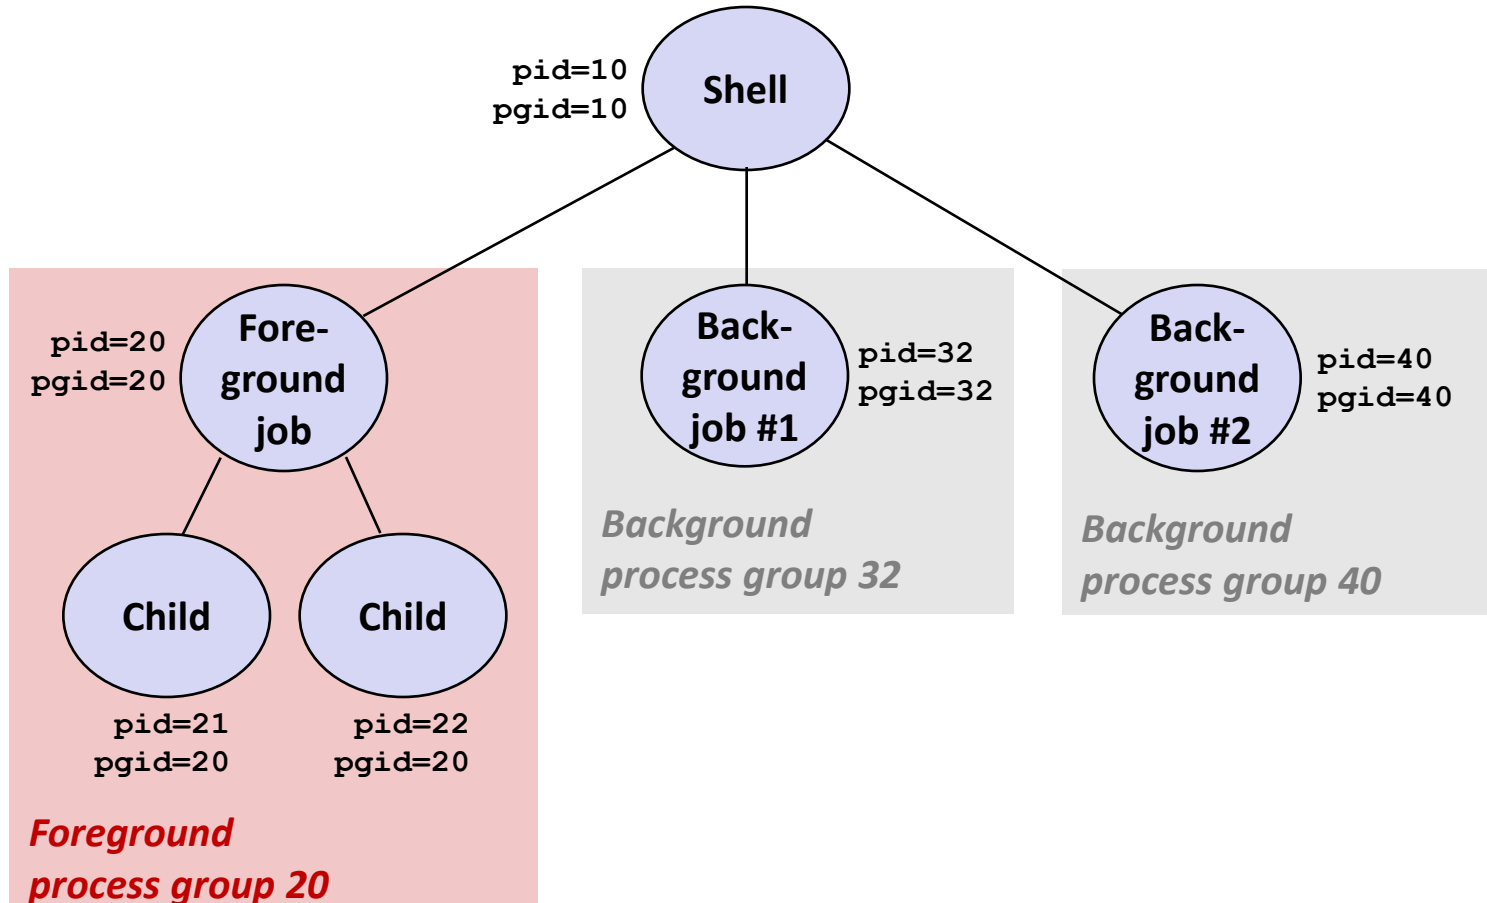 pid=10
pgid=10
Shell
pid=20
pgid=20
Fore-
ground
job
Back-
ground
job #1
pid=32
pgid=32
Back-
ground
job #2
pid=40
pgid=40
Background
process group 32
Background
process group 40
Child
Child
pid=21
pgid=20
pid=22
pgid=20
Foreground
process group 20